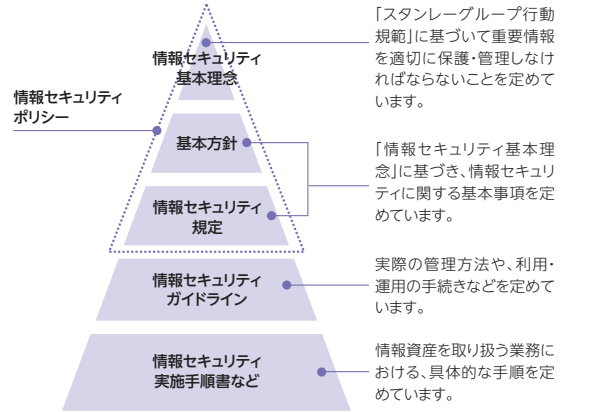 「スタンレーグループ行動
規範」に基づいて重要情報
を適切に保護・管理しなけ
ればならないことを定めて
います。
情報セキュリティ
基本理念
情報セキュリティ
ポリシー
基本方針
「情報セキュリティ基本理
念」に基づき、情報セキュリ
ティに関する基本事項を定
めています。
情報セキュリティ
規定
情報セキュリティ
ガイドライン
実際の管理方法や、利用・
運用の手続きなどを定めて
います。
情報セキュリティ
実施手順書など
情報資産を取り扱う業務に
おける、具体的な手順を定
めています。